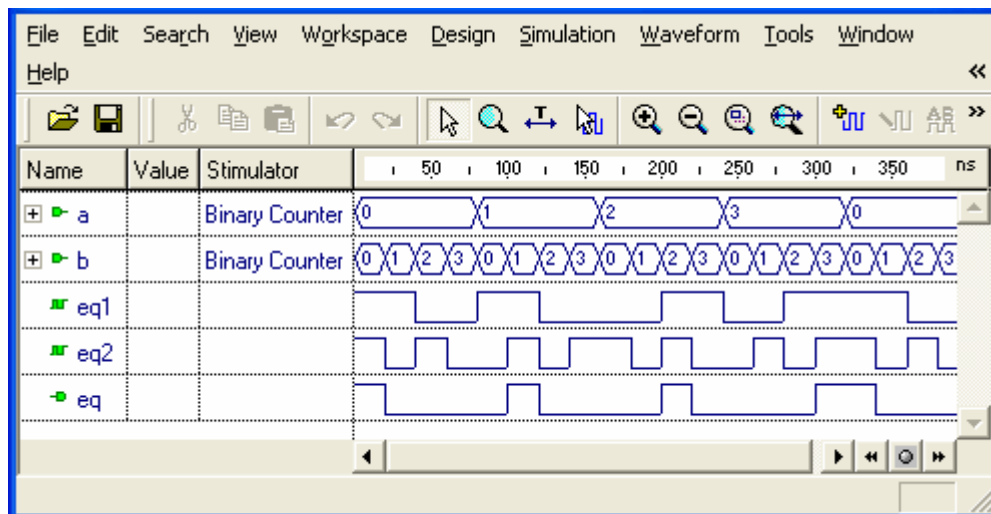 File Edit Search View Workspace Design Simulation Waveform Tools Window
Help
Name Value Stimulator 50 100 150 200 250 300 350 ns
a Binary Counter 0 1 2 3 0
b Binary Counter 0 1 2 3 0 1 2 3 0 1 2 3 0 1 2 3 0 1 2 3
eq1
eq2
eq